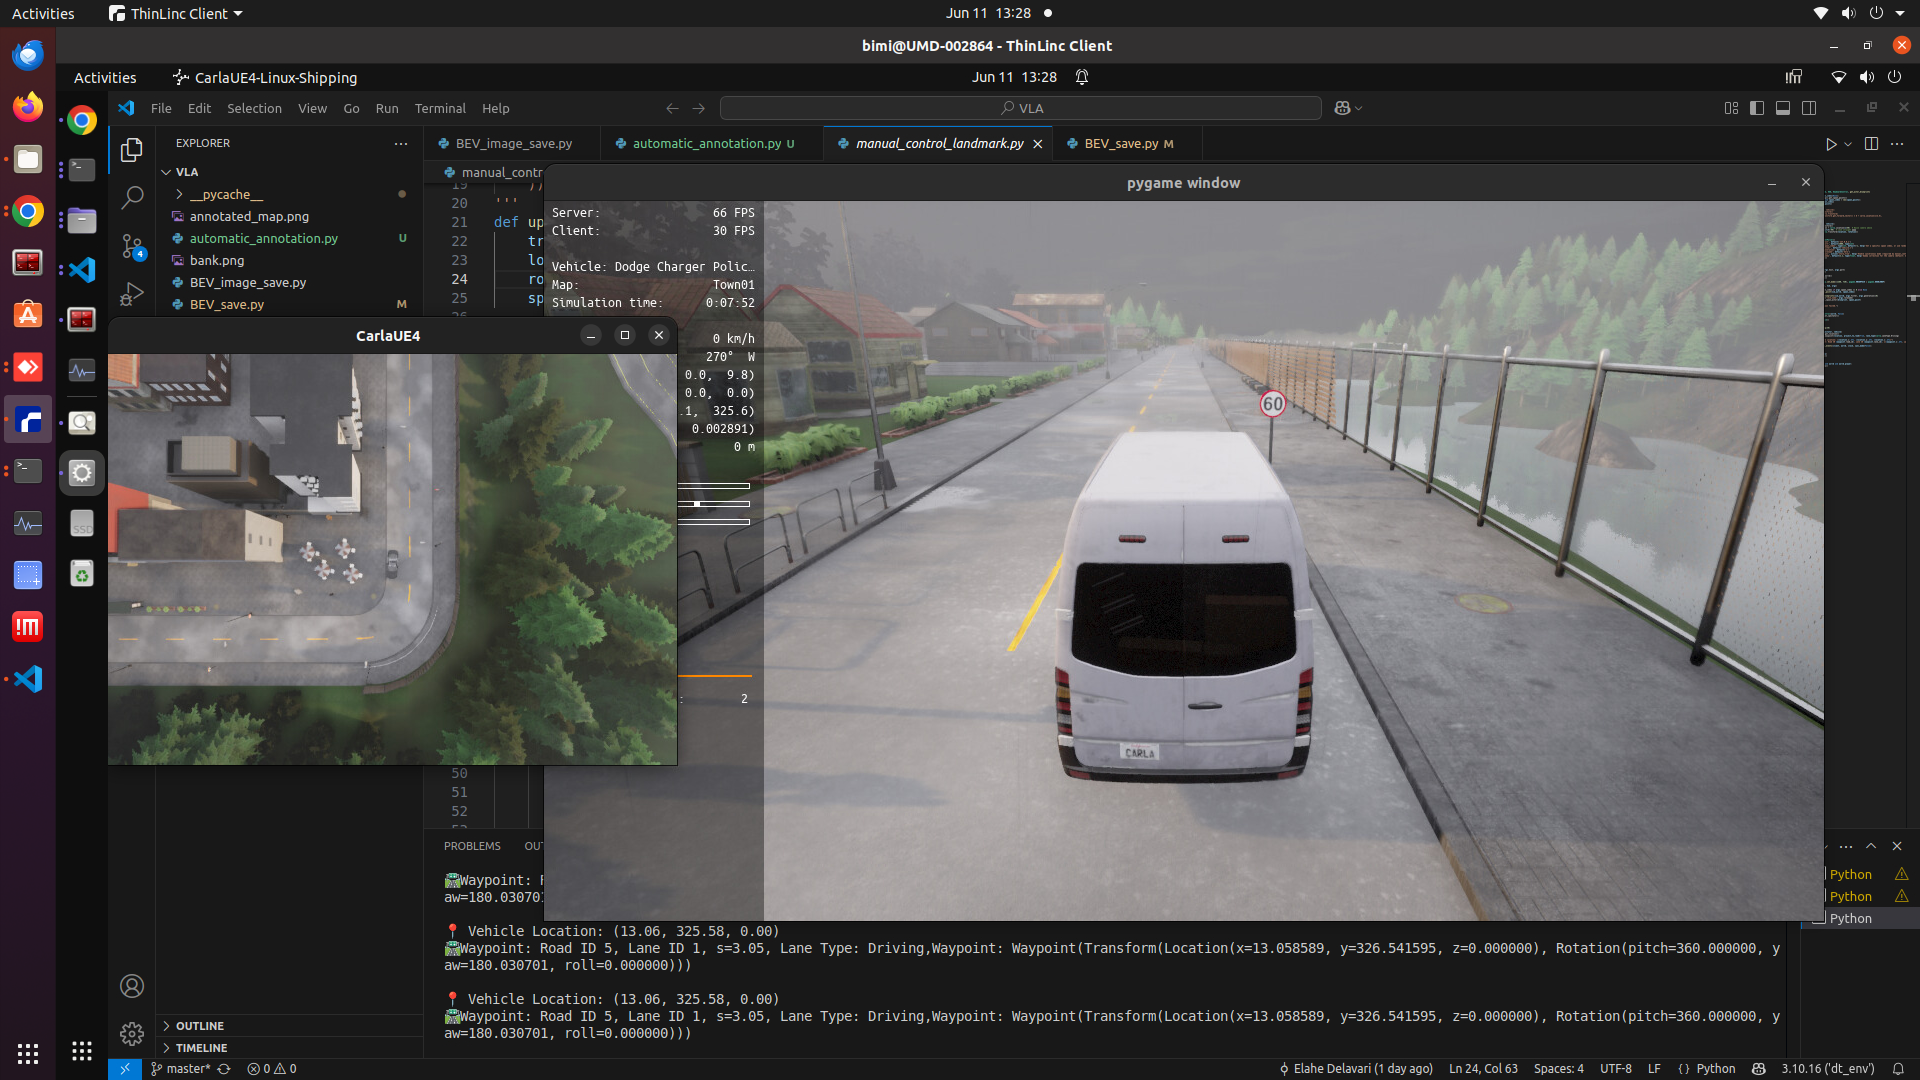 Activities
ThinLinc Client
Jun 11 13:28
bimi@UMD-002864 - ThinLinc Client
Activities
CarlaUE4-Linux-Shipping
Jun 11 13:28
File Edit Selection View Go Run Terminal Help
VLA
EXPLORER
BEV_image_save.py
automatic_annotation.py U
manual_control_landmark.py
BEV_save.py M
VLA
__pycache__
annotated_map.png
automatic_annotation.py U
bank.png
BEV_image_save.py
BEV_save.py M
4
manual_contr
19 ))
20 '''
21 def up
22 tr
23 lo
24 ro
25 sp
pygame window
Server: 66 FPS
Client: 30 FPS
Vehicle: Dodge Charger Polic…
Map: Town01
Simulation time: 0:07:52
0 km/h
270° W
0.0, 9.8)
0.0, 0.0)
.1, 325.6)
0.002891)
0 m
: 2
60
CARLA
CarlaUE4
SSD
50
51
52
PROBLEMS OUT
Waypoint: R
aw=180.030701
Vehicle Location: (13.06, 325.58, 0.00)
Waypoint: Road ID 5, Lane ID 1, s=3.05, Lane Type: Driving,Waypoint: Waypoint(Transform(Location(x=13.058589, y=326.541595, z=0.000000), Rotation(pitch=360.000000, y
aw=180.030701, roll=0.000000)))
Vehicle Location: (13.06, 325.58, 0.00)
Waypoint: Road ID 5, Lane ID 1, s=3.05, Lane Type: Driving,Waypoint: Waypoint(Transform(Location(x=13.058589, y=326.541595, z=0.000000), Rotation(pitch=360.000000, y
aw=180.030701, roll=0.000000)))
Python
Python
Python
OUTLINE
TIMELINE
master*
0 0
Elahe Delavari (1 day ago)
Ln 24, Col 63
Spaces: 4
UTF-8
LF
Python
3.10.16 ('dt_env')